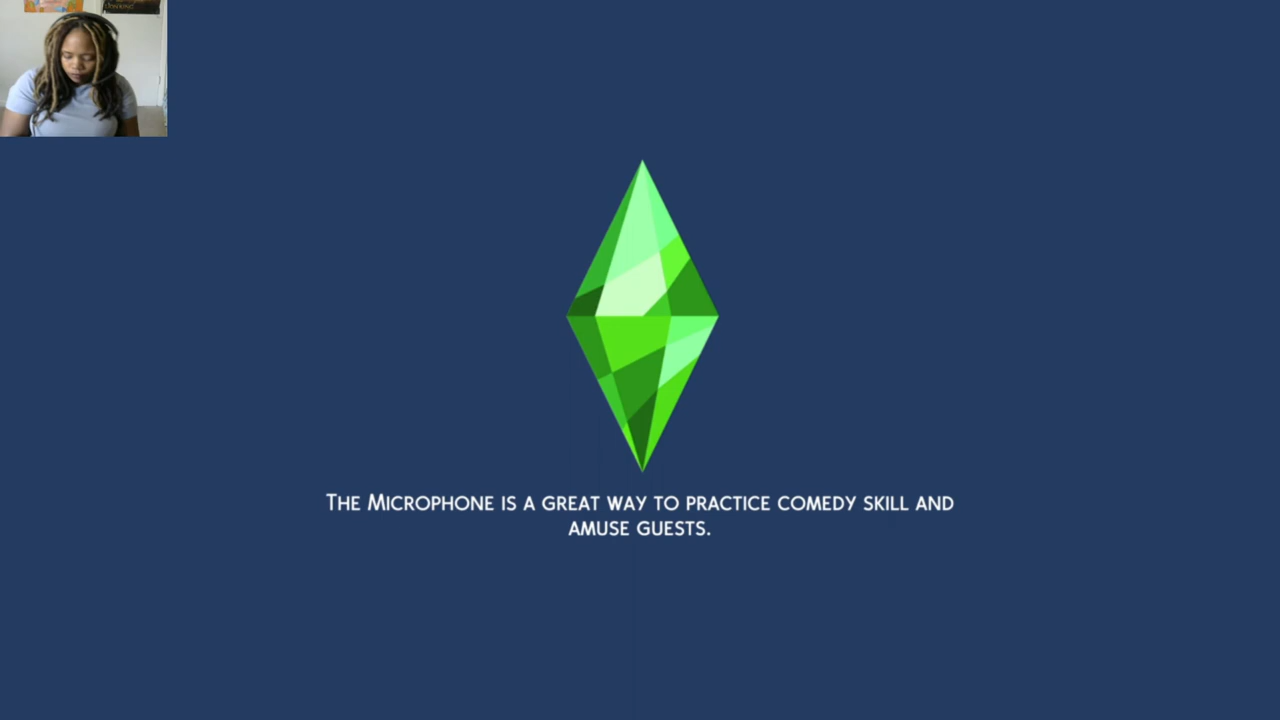 THE MICROPHONE IS A GREAT WAY TO PRACTICE COMEDY SKILL AND
AMUSE GUESTS.